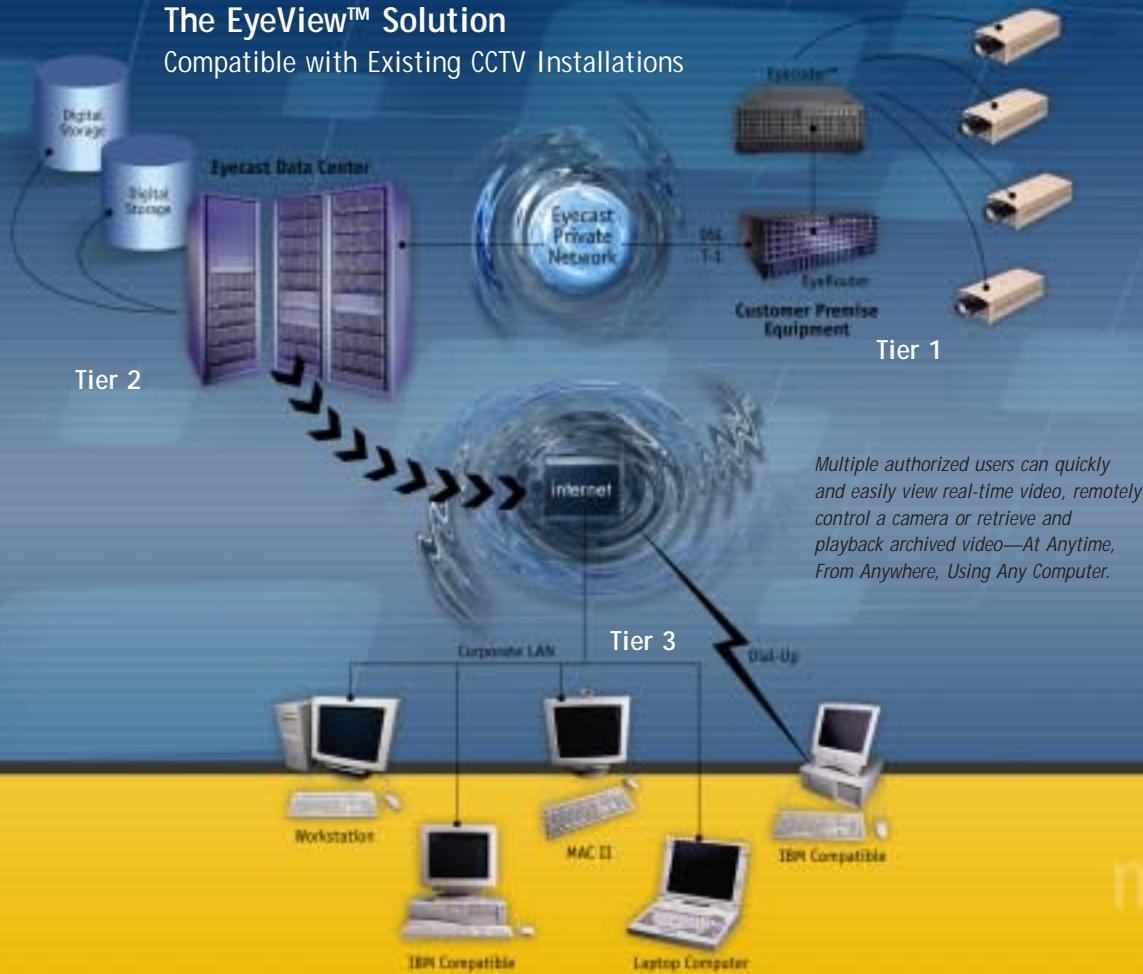 The EyeView™ Solution
Compatible with Existing CCTV Installations
Digital
Storage
Digital
Storage
Eyecast Data Center
Eyecast
Private
Network
DSL
T-1
Eyecoder™
EyeRouter
Customer Premise
Equipment
Tier 1
Tier 2
internet
Multiple authorized users can quickly
and easily view real-time video, remotely
control a camera or retrieve and
playback archived video—At Anytime,
From Anywhere, Using Any Computer.
Tier 3
Corporate LAN
Dial-Up
Workstation
MAC II
IBM Compatible
IBM Compatible
Laptop Computer